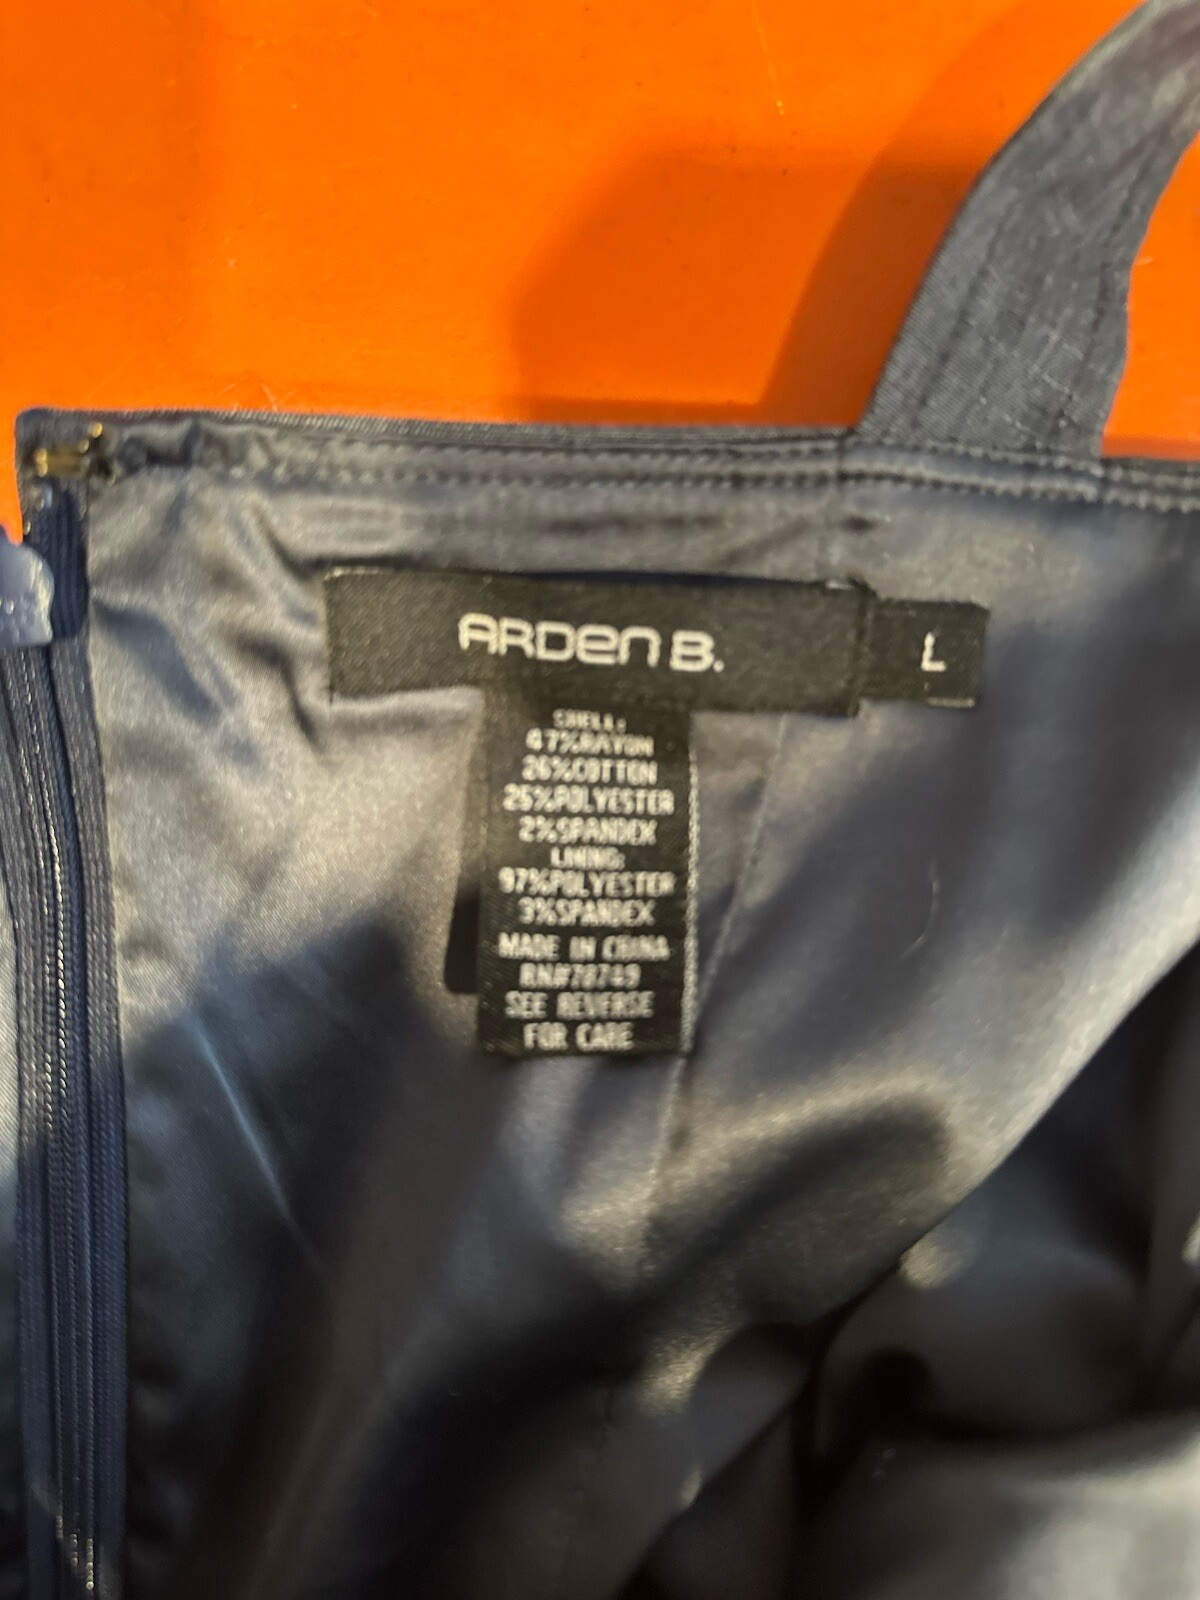 ARDEN B.
L
SHELL:
47%RAYON
26%COTTON
25%POLYESTER
2%SPANDEX
LINING:
97%POLYESTER
3%SPANDEX
MADE IN CHINA
RN#78749
SEE REVERSE
FOR CARE